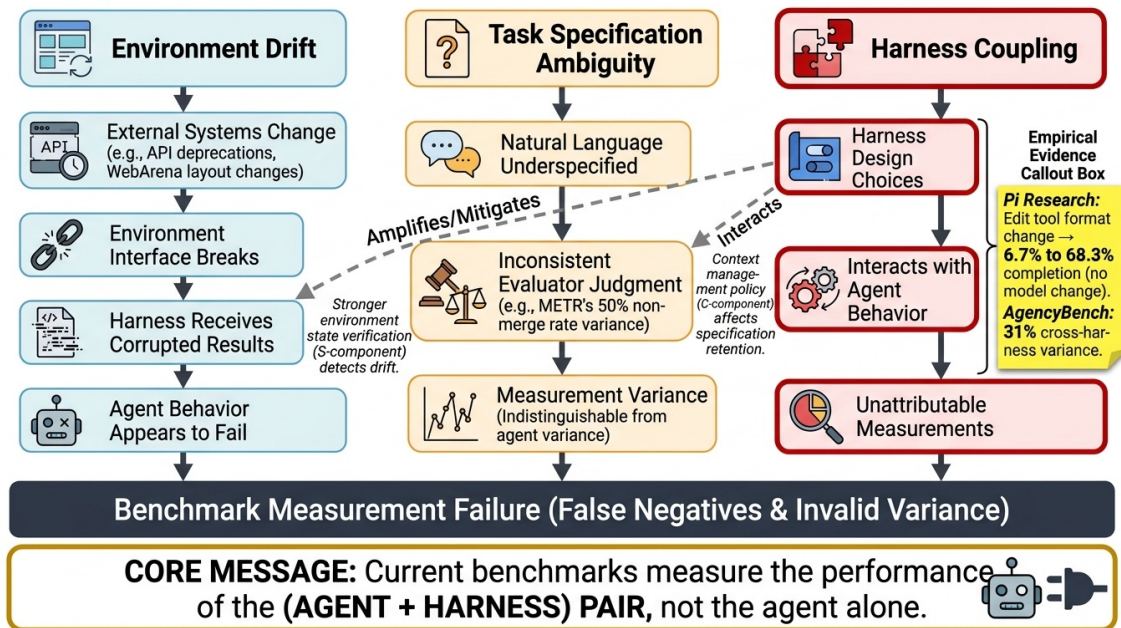 Environment Drift
API
External Systems Change
(e.g., API deprecations,
WebArena layout changes)
Environment
Interface Breaks
Harness Receives
Corrupted Results
Agent Behavior
Appears to Fail
Task Specification
Ambiguity
?
Natural Language
Underspecified
Inconsistent
Evaluator Judgment
(e.g., METR's 50% non-
merge rate variance)
Measurement Variance
(Indistinguishable from
agent variance)
Amplifies/Mitigates
Stronger
environment
state verification
(S-component)
detects drift.
Interacts
Context
manage-
ment policy
(C-component)
affects
specification
retention.
Harness Coupling
Harness
Design
Choices
Interacts with
Agent
Behavior
Unattributable
Measurements
Empirical
Evidence
Callout Box
Pi Research:
Edit tool format
change →
6.7% to 68.3%
completion (no
model change).
AgencyBench:
31% cross-har-
ness variance.
Benchmark Measurement Failure (False Negatives & Invalid Variance)
CORE MESSAGE: Current benchmarks measure the performance
of the (AGENT + HARNESS) PAIR, not the agent alone.